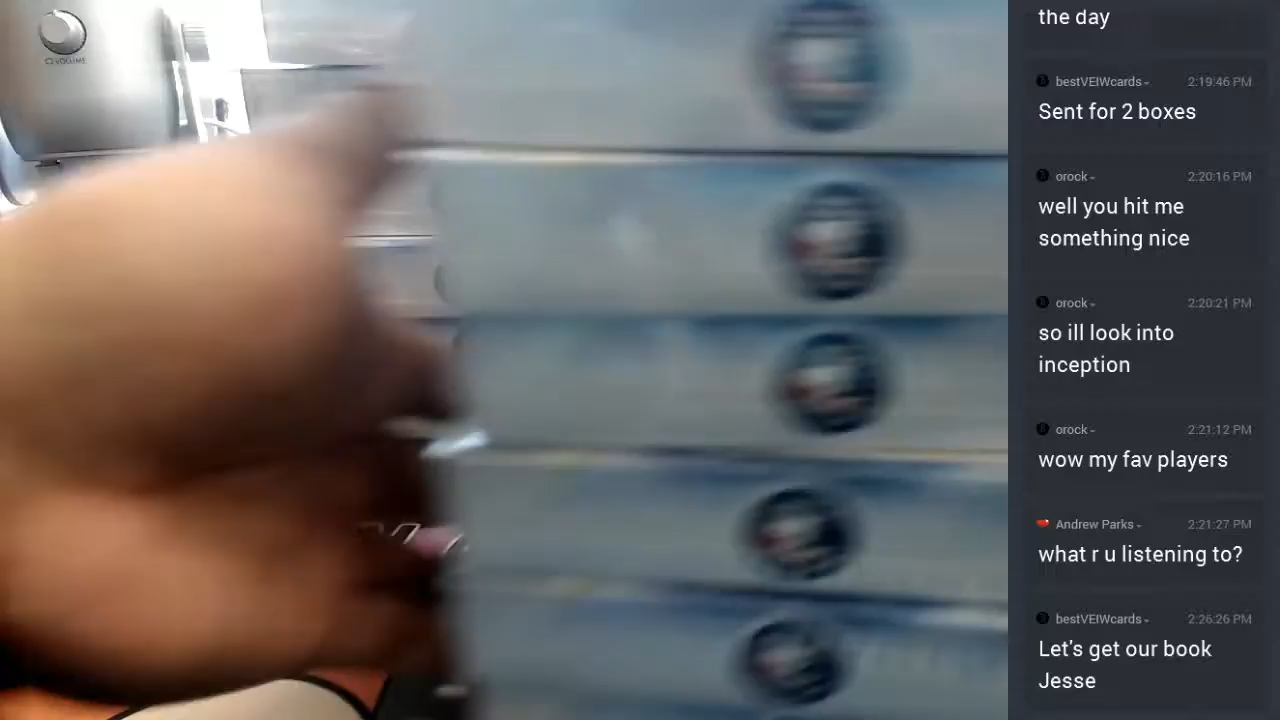 VOLUME
the day
bestVEIWcards
2:19:46 PM
Sent for 2 boxes
orock
2:20:16 PM
well you hit me
something nice
orock
2:20:21 PM
so ill look into
inception
orock
2:21:12 PM
wow my fav players
Andrew Parks
2:21:27 PM
what r u listening to?
bestVEIWcards
2:26:26 PM
Let's get our book
Jesse